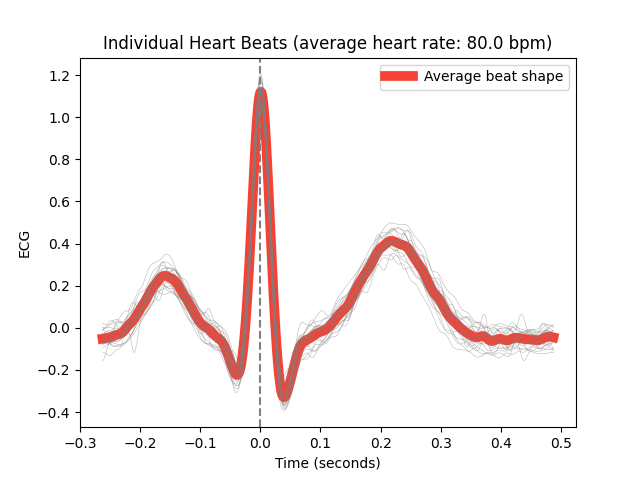 Individual Heart Beats (average heart rate: 80.0 bpm)
Average beat shape
1.2
1.0
0.8
0.6
0.4
0.2
0.0
−0.2
−0.4
ECG
−0.3 −0.2 −0.1 0.0 0.1 0.2 0.3 0.4 0.5
Time (seconds)